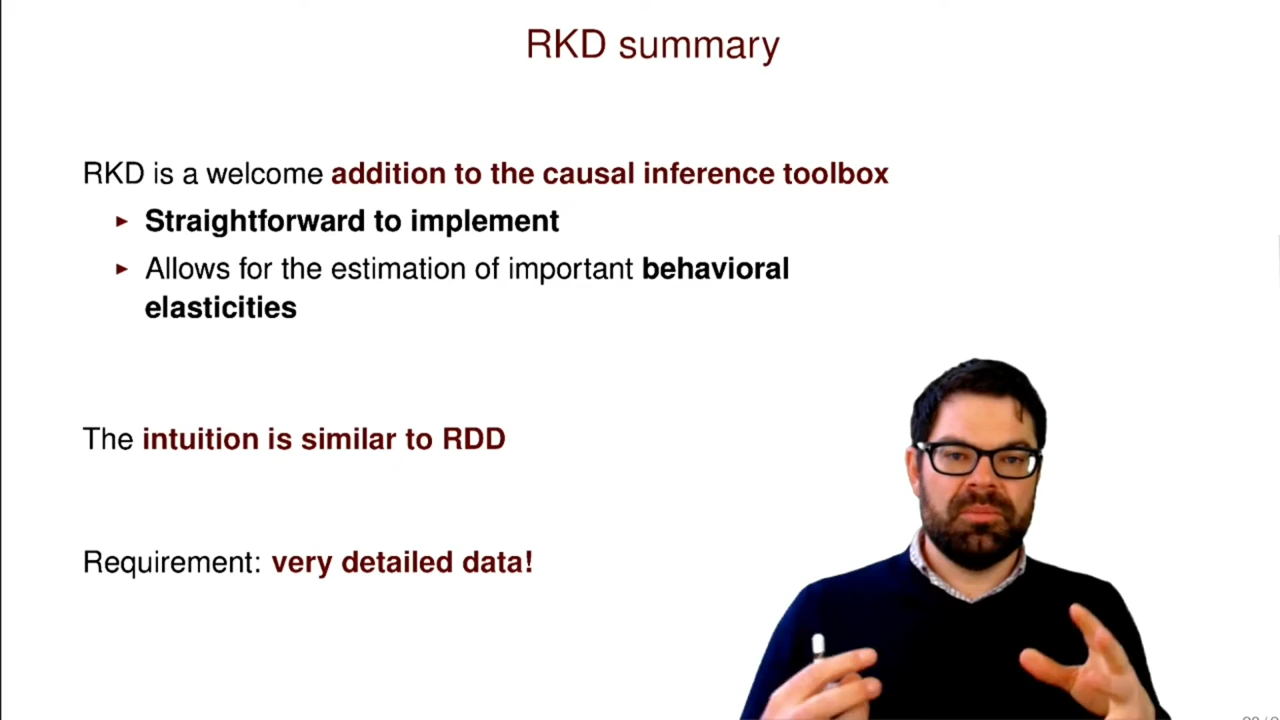 RKD summary
RKD is a welcome addition to the causal inference toolbox
Straightforward to implement
Allows for the estimation of important behavioral
elasticities
The intuition is similar to RDD
Requirement: very detailed data!